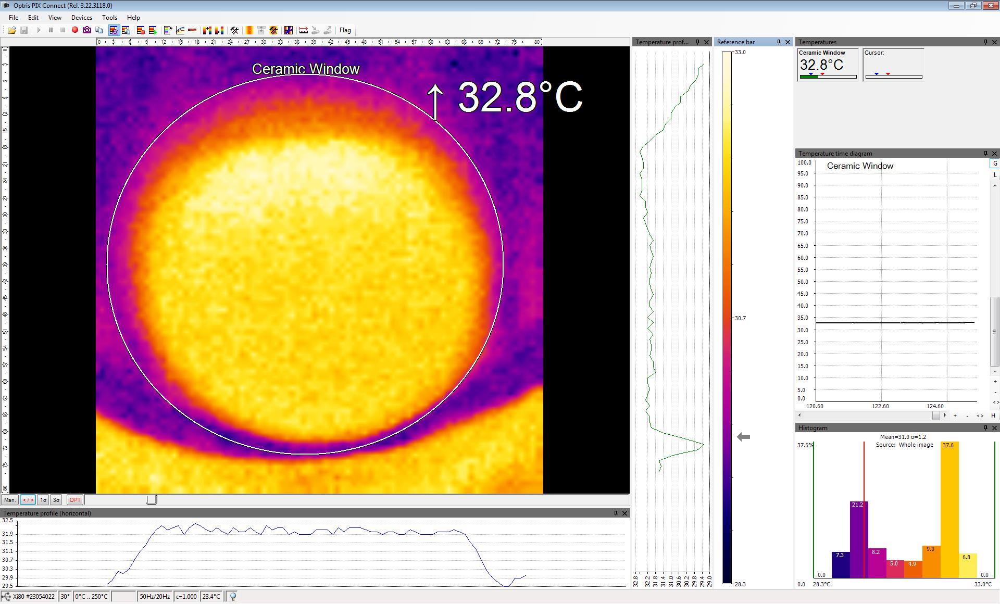 Optris PIX Connect (Rel. 3.22.3118.0)
File Edit View Devices Tools Help
Flag
0 3 6 9 12 15 18 21 24 27 30 33 36 39 42 45 48 51 54 57 60 63 66 69 72 75 80
0 3 6 9 12 15 18 21 24 27 30 33 36 39 42 45 48 51 54 57 60 63 66 69 72 75 80
Ceramic Window
32.8°C
Man. </> 1σ 3σ OPT
Temperature profile (horizontal)
32.5
31.9
31.5
31.1
30.7
30.3
29.9
29.5
Temperature prof...
32.8 32.2 31.8 31.4 31.0 30.6 30.2 29.8 29.4 29.0
Reference bar
33.0
30.7
28.3
Temperatures
Ceramic Window
32.8°C
Cursor:
Temperature time diagram
Ceramic Window
G
L
100.0
95.0
90.0
85.0
80.0
75.0
70.0
65.0
60.0
55.0
50.0
45.0
40.0
35.0
30.0
25.0
20.0
15.0
10.0
5.0
0.0
120.60 122.60 124.60
+
-
<>
+ - <> H
Histogram
Mean=31.0 σ=1.2
Source: Whole image
37.6%
0.0 7.3 21.2 8.2 5.0 4.9 9.0 37.6 6.8 0.0
0.0 28.3°C 33.0°C
Xi80 #23054022 30° 0°C .. 250°C 50Hz/20Hz ε=1.000 23.4°C